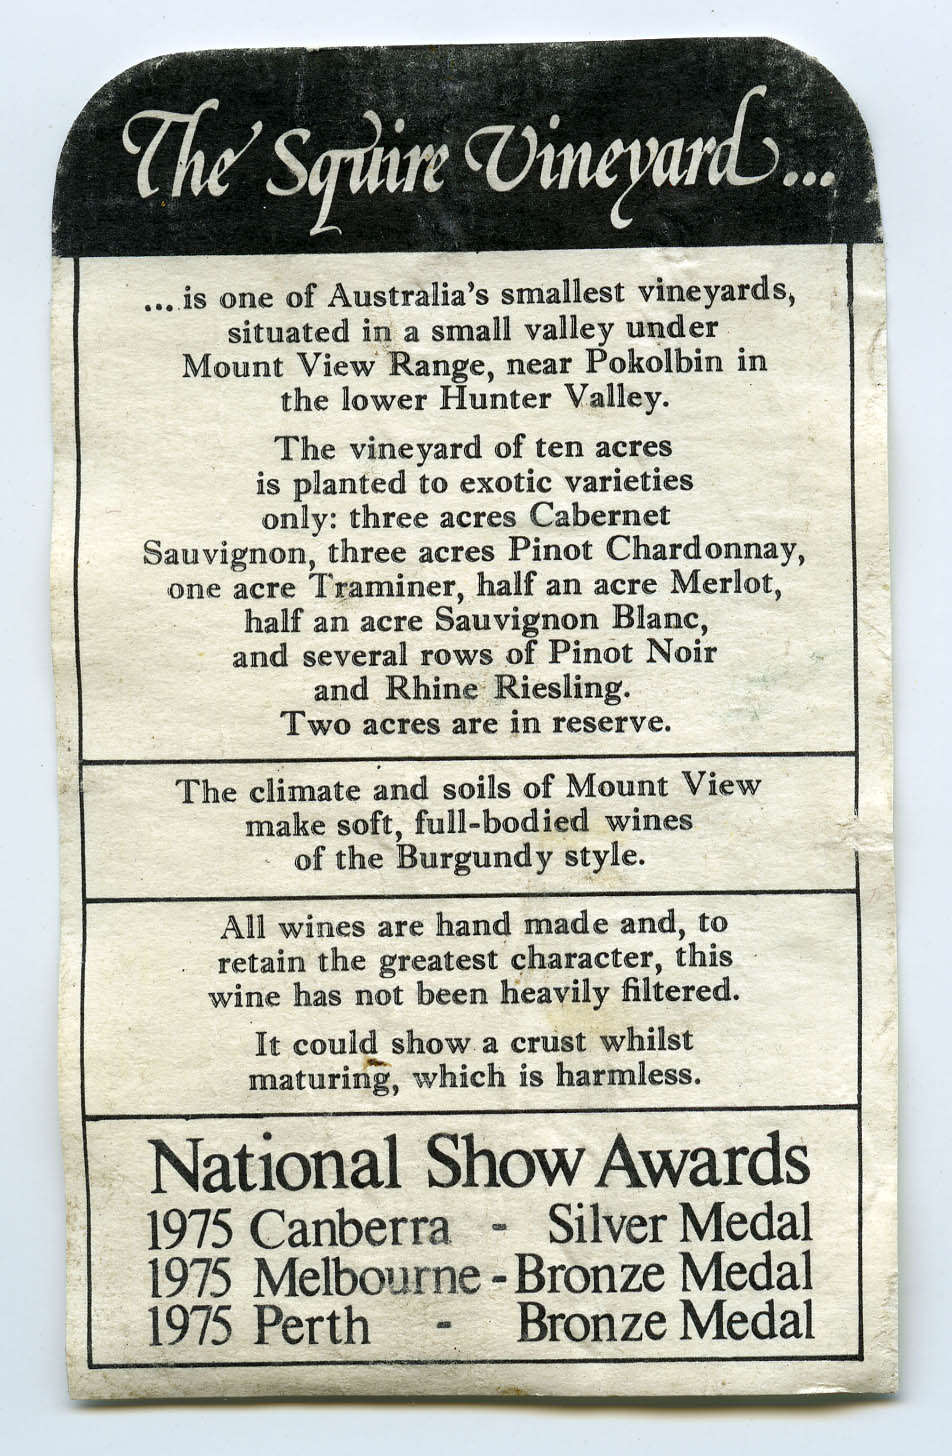 The Squire Vineyard...
... is one of Australia's smallest vineyards,
situated in a small valley under
Mount View Range, near Pokolbin in
the lower Hunter Valley.
The vineyard of ten acres
is planted to exotic varieties
only: three acres Cabernet
Sauvignon, three acres Pinot Chardonnay,
one acre Traminer, half an acre Merlot,
half an acre Sauvignon Blanc,
and several rows of Pinot Noir
and Rhine Riesling.
Two acres are in reserve.
The climate and soils of Mount View
make soft, full-bodied wines
of the Burgundy style.
All wines are hand made and, to
retain the greatest character, this
wine has not been heavily filtered.
It could show a crust whilst
maturing, which is harmless.
National Show Awards
1975 Canberra - Silver Medal
1975 Melbourne - Bronze Medal
1975 Perth - Bronze Medal